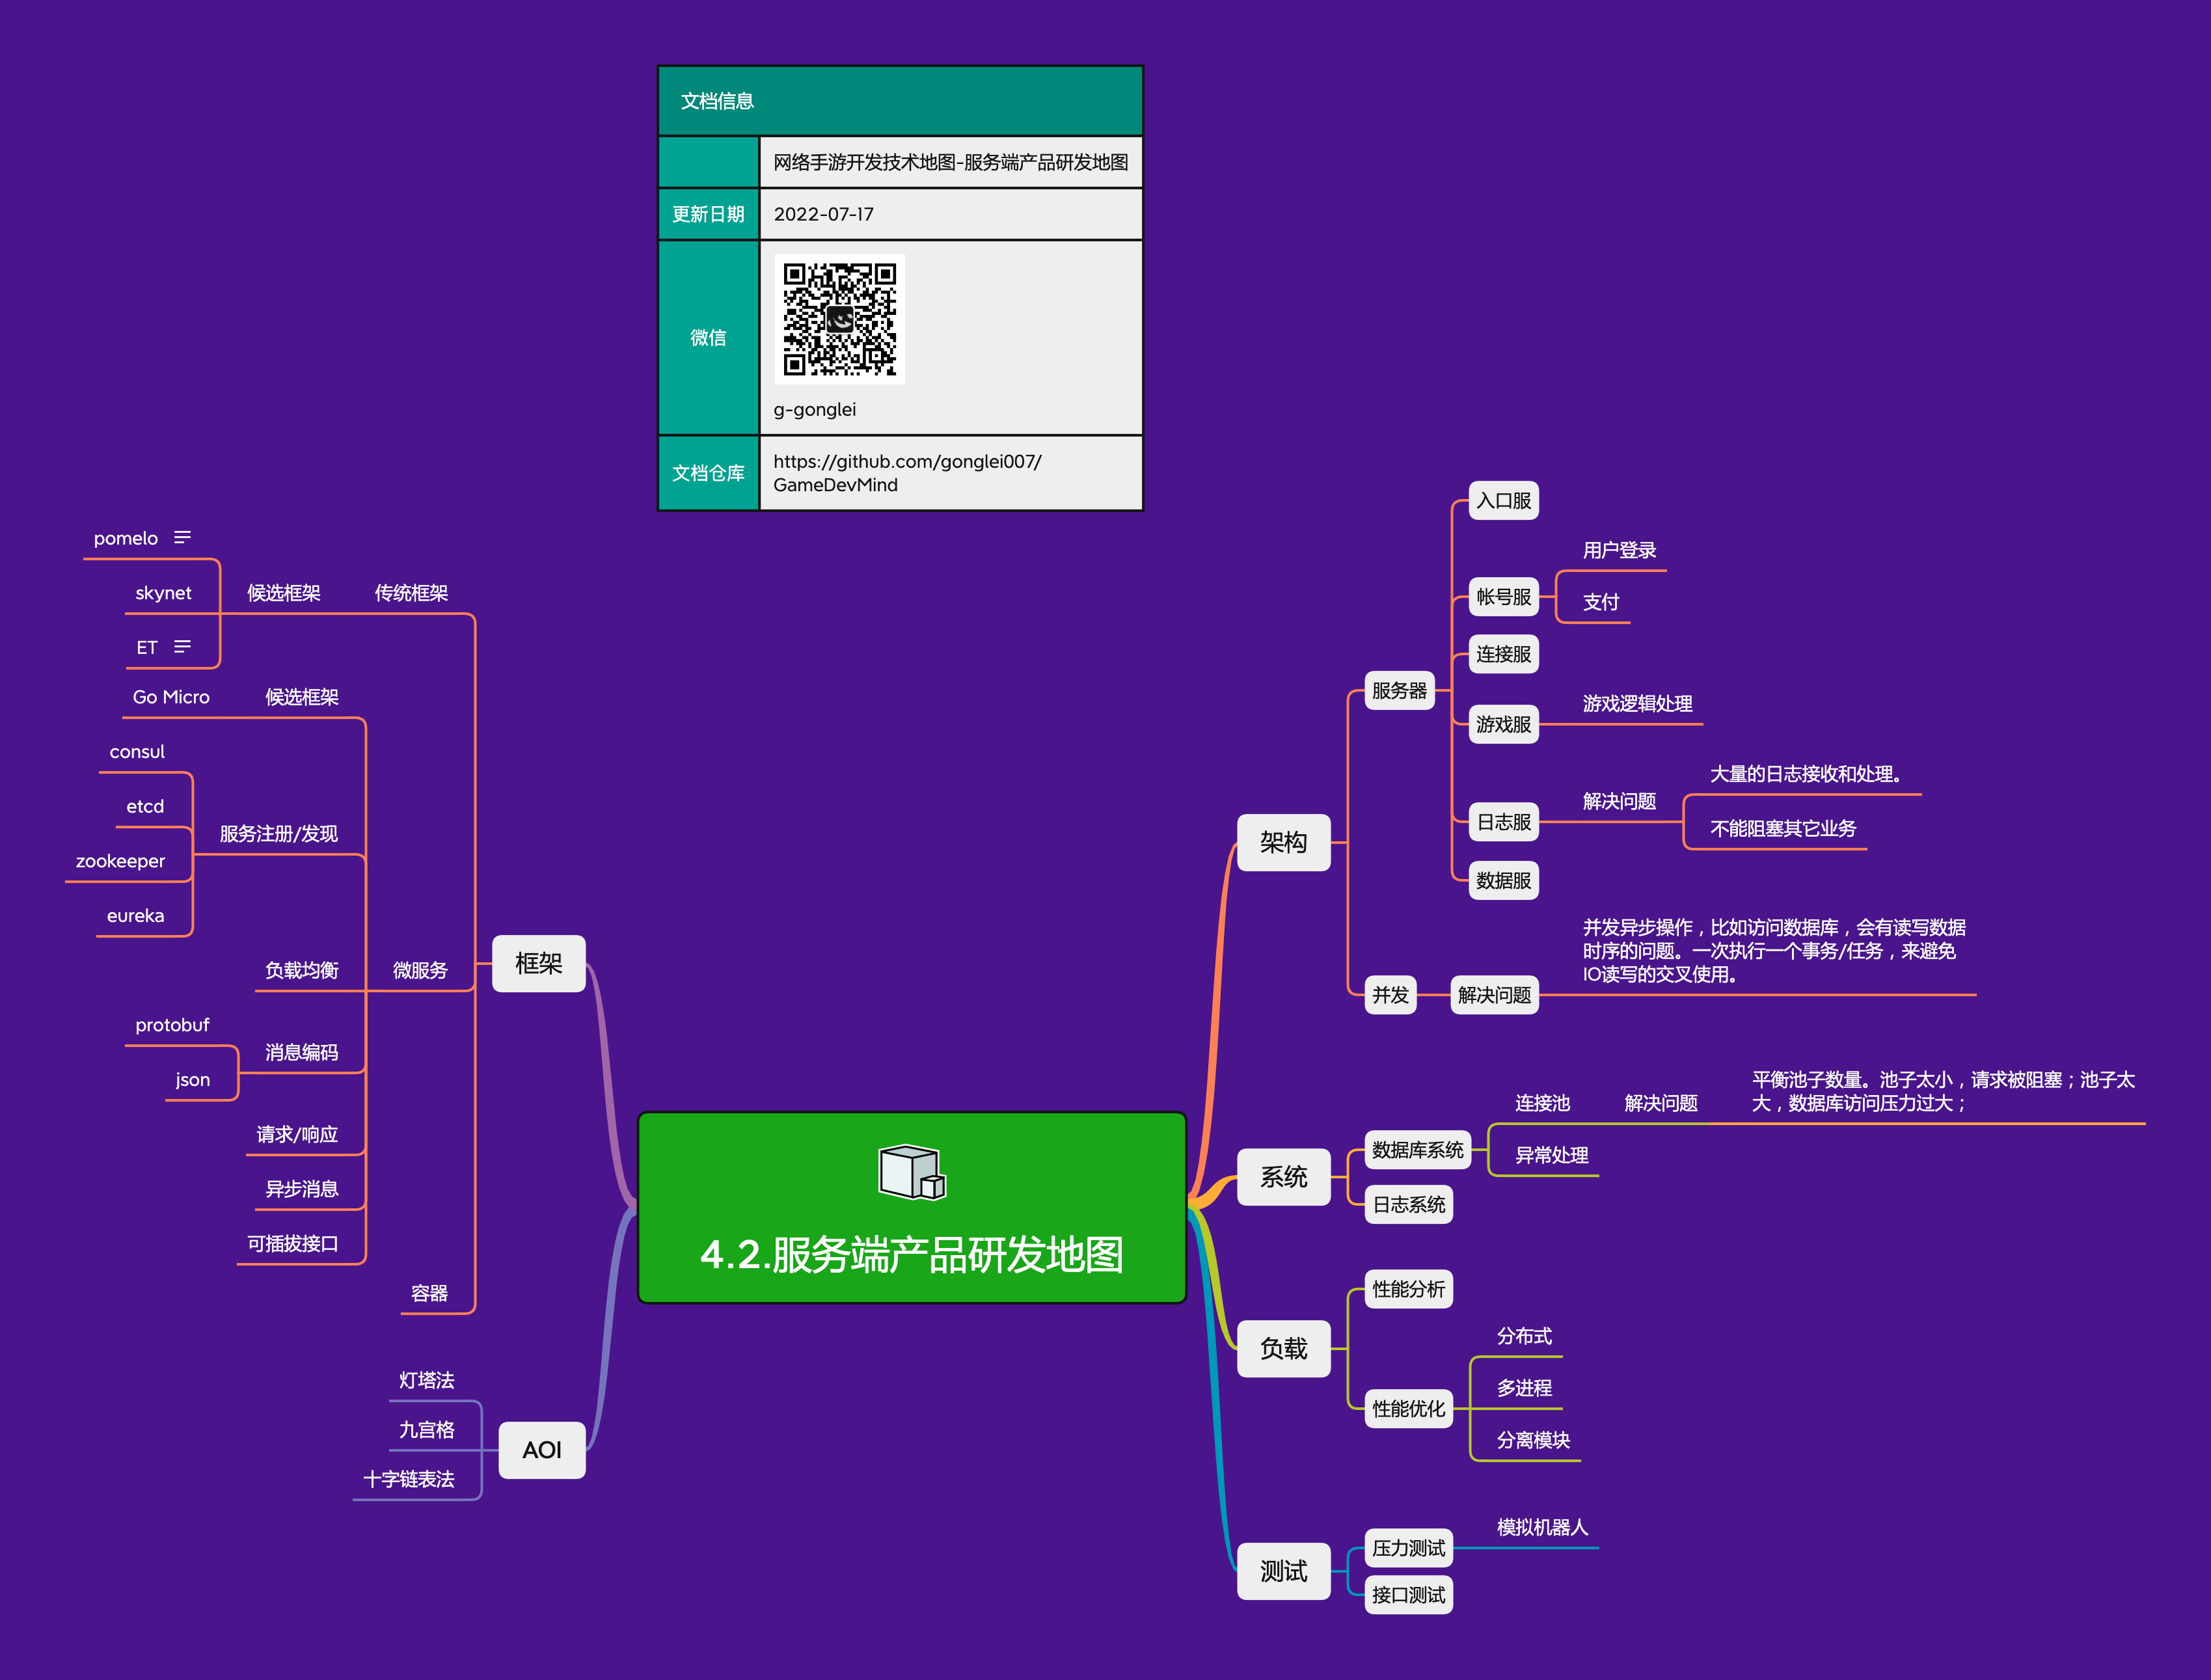 文档信息
网络手游开发技术地图-服务端产品研发地图
更新日期
2022-07-17
微信
g-gonglei
文档仓库
https://github.com/gonglei007/
GameDevMind
4.2.服务端产品研发地图
架构
服务器
入口服
帐号服
用户登录
支付
连接服
游戏服
游戏逻辑处理
日志服
解决问题
大量的日志接收和处理。
不能阻塞其它业务
数据服
并发
解决问题
并发异步操作，比如访问数据库，会有读写数据
时序的问题。一次执行一个事务/任务，来避免
IO读写的交叉使用。
系统
数据库系统
连接池
解决问题
平衡池子数量。池子太小，请求被阻塞；池子太
大，数据库访问压力过大；
异常处理
日志系统
负载
性能分析
性能优化
分布式
多进程
分离模块
测试
压力测试
模拟机器人
接口测试
框架
传统框架
候选框架
pomelo
skynet
ET
微服务
候选框架
Go Micro
服务注册/发现
consul
etcd
zookeeper
eureka
负载均衡
消息编码
protobuf
json
请求/响应
异步消息
可插拔接口
容器
AOI
灯塔法
九宫格
十字链表法